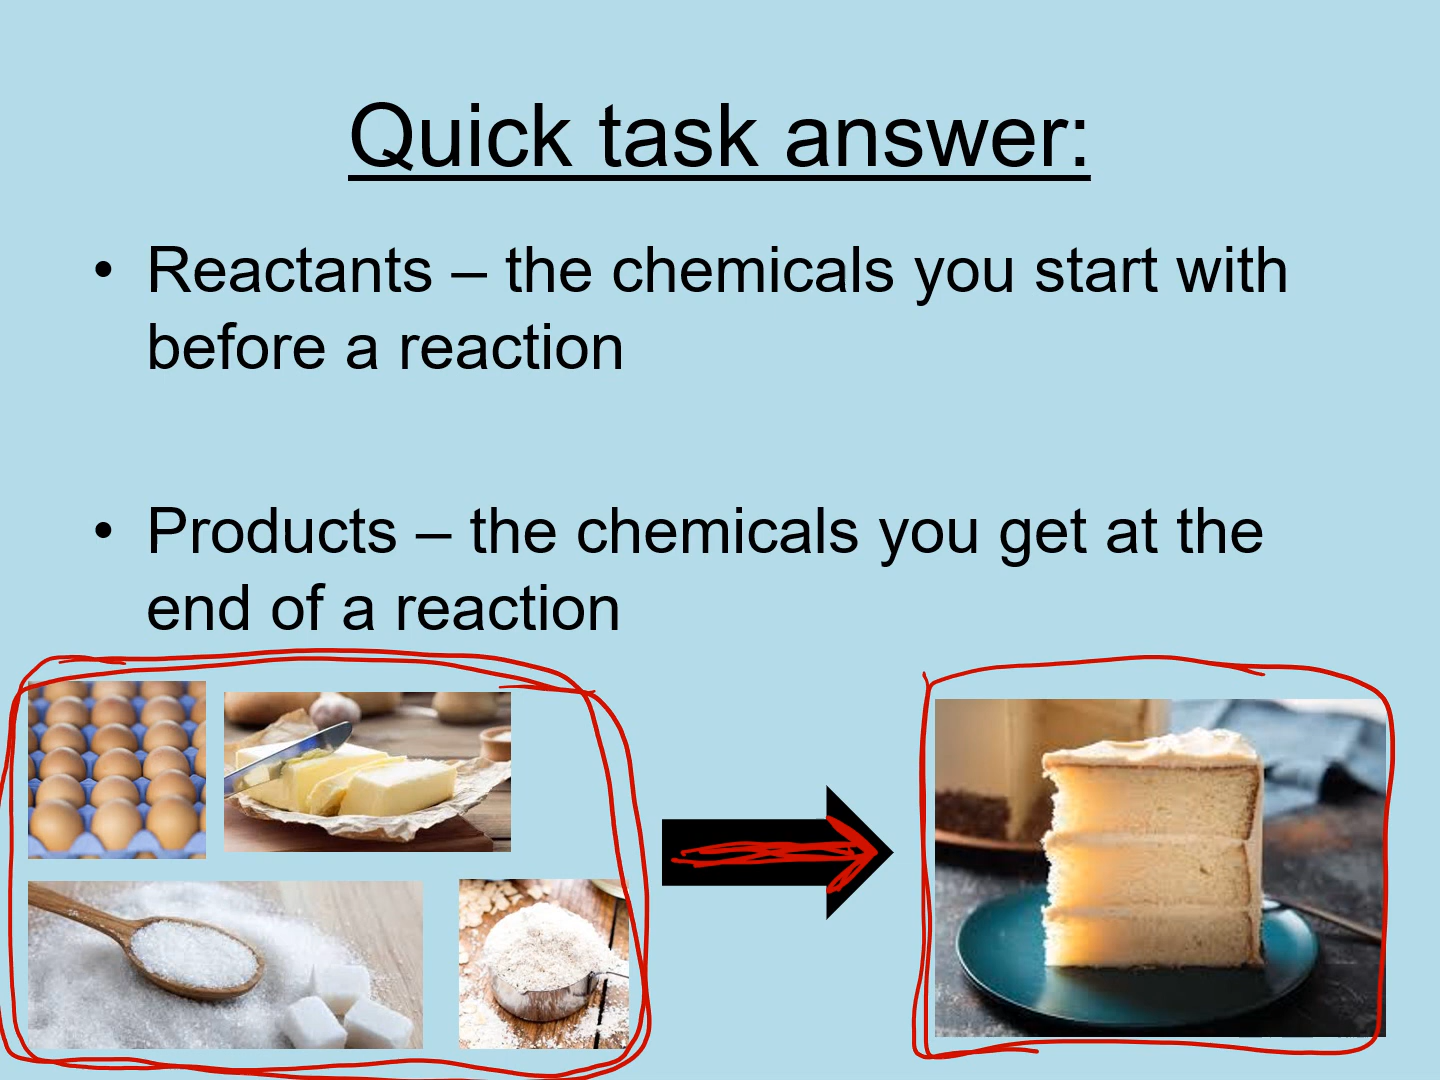 Quick task answer:
• Reactants – the chemicals you start with
before a reaction
• Products – the chemicals you get at the
end of a reaction